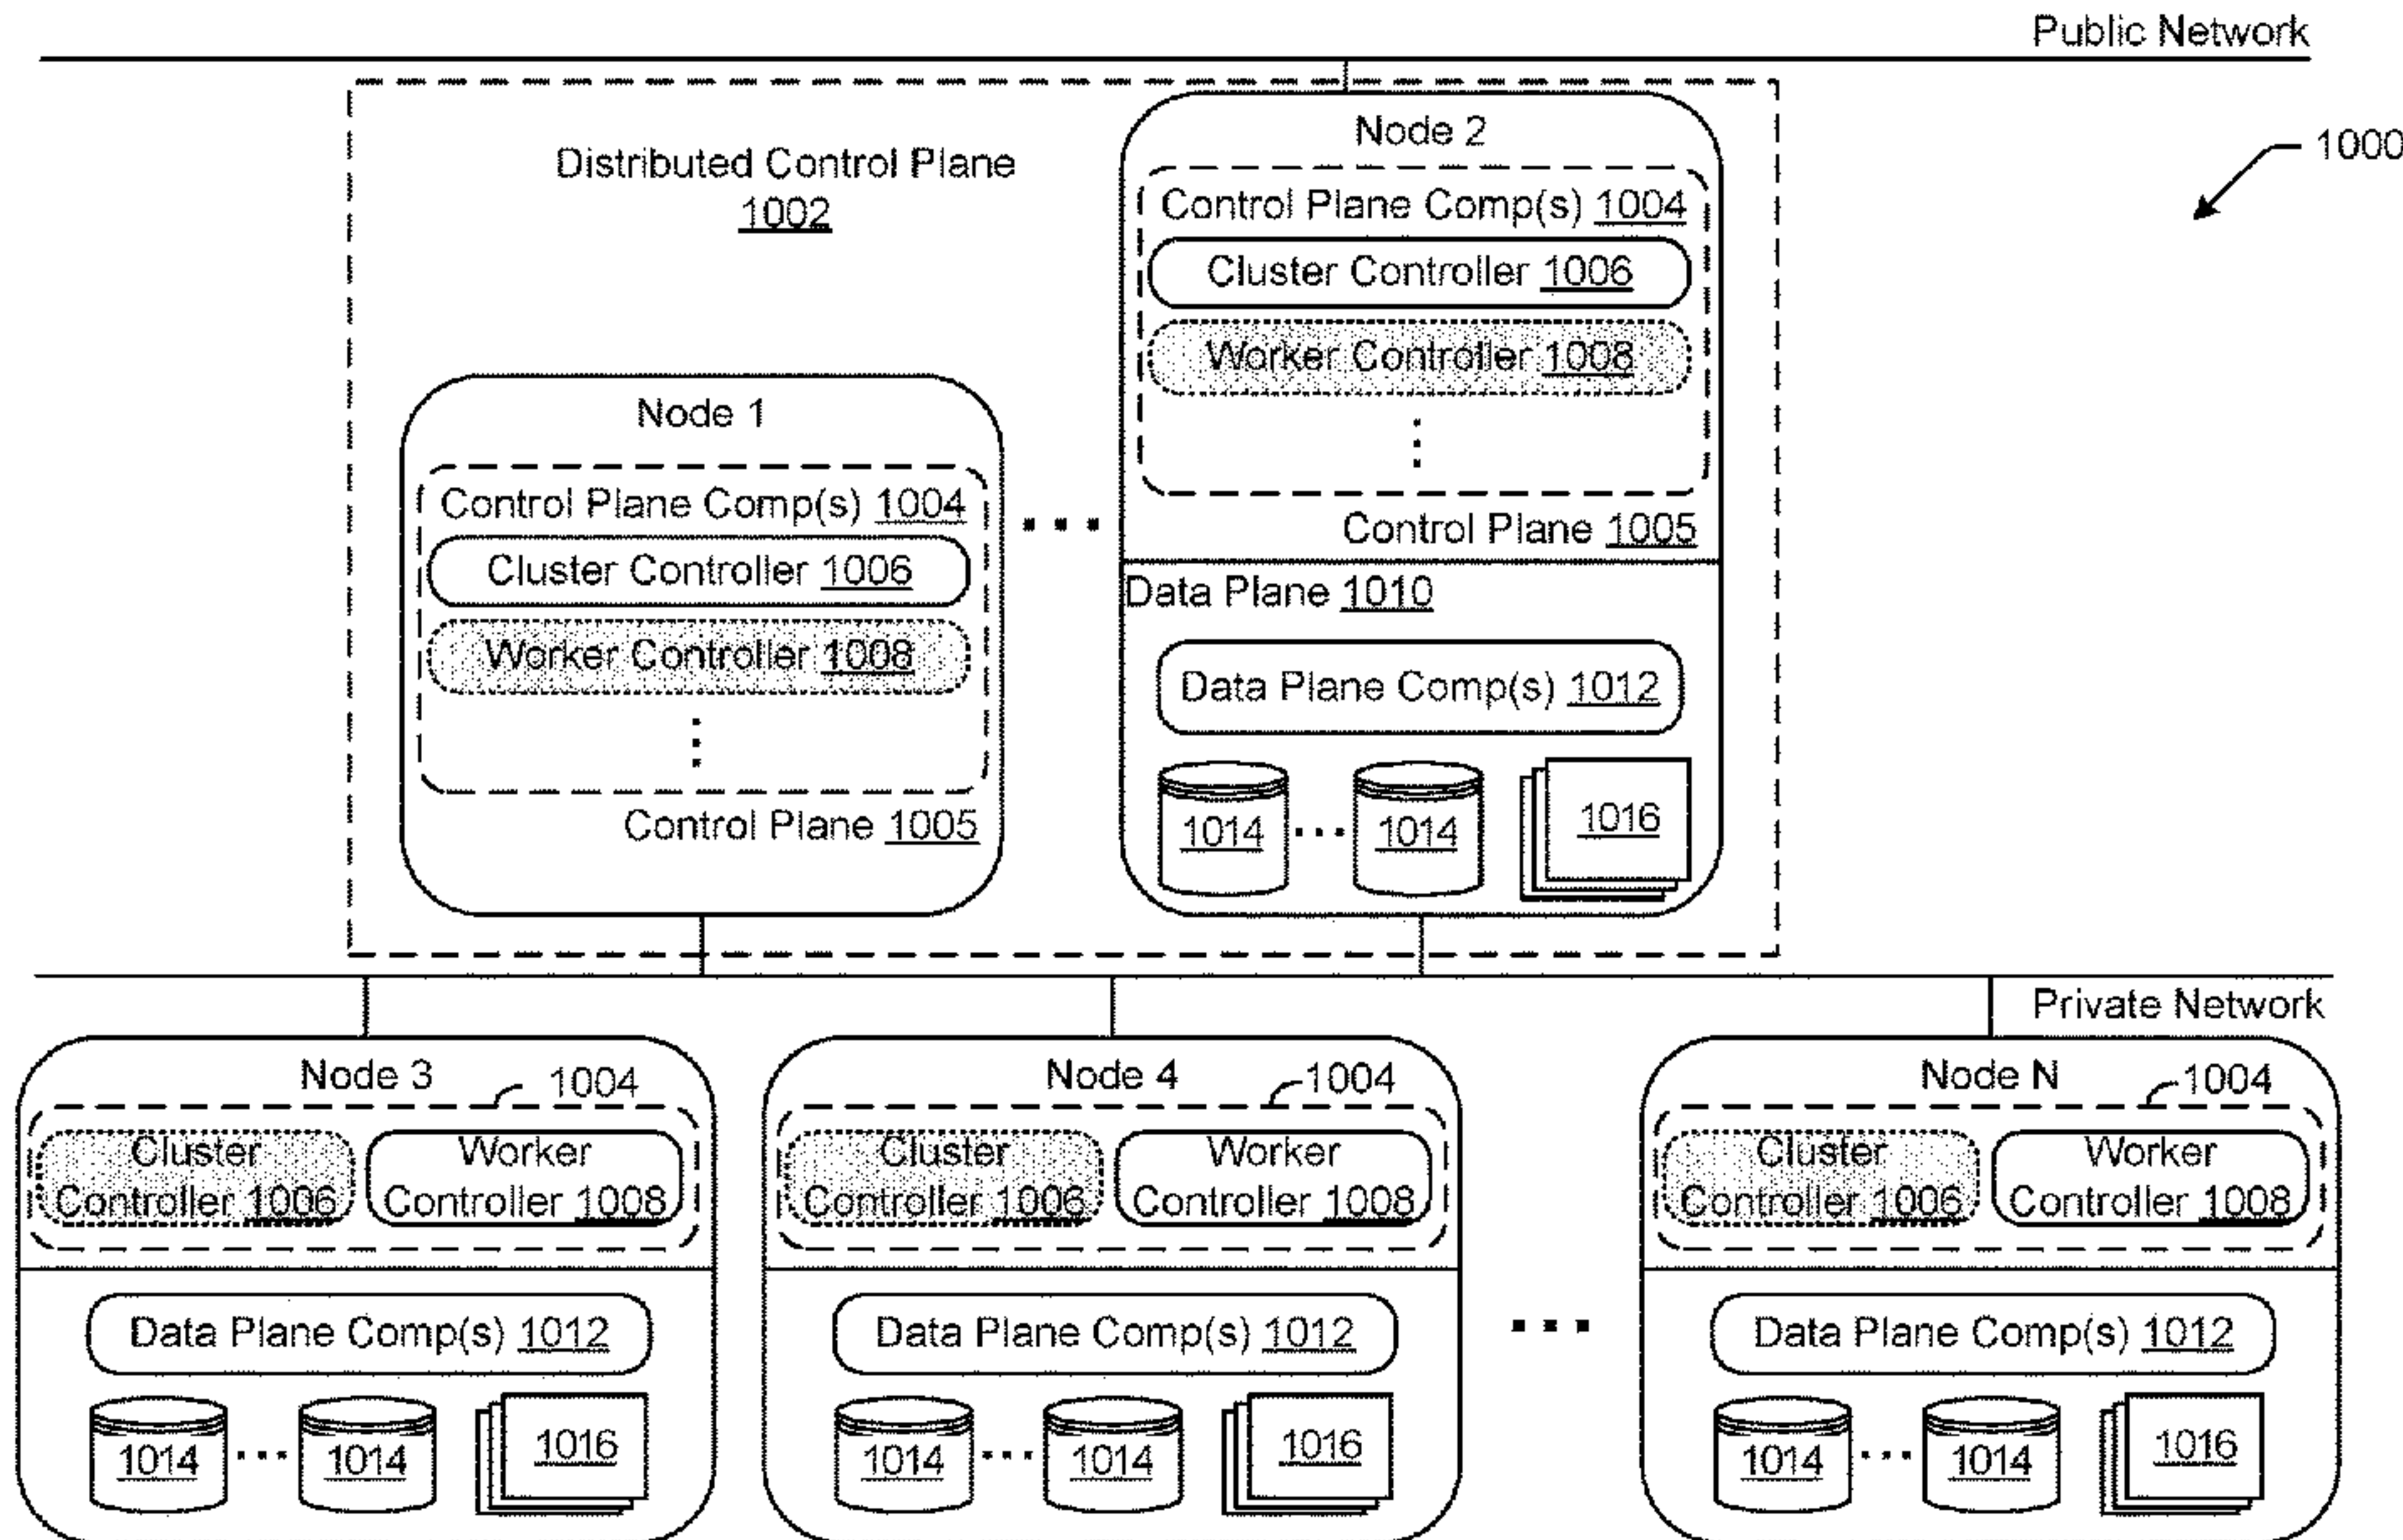 Public Network
1000
Distributed Control Plane
1002
Node 2
Control Plane Comp(s) 1004
Cluster Controller 1006
Worker Controller 1008
Control Plane 1005
Data Plane 1010
Data Plane Comp(s) 1012
1014 ... 1014 1016
Node 1
Control Plane Comp(s) 1004
Cluster Controller 1006
Worker Controller 1008
Control Plane 1005
...
Private Network
Node 3 1004
Cluster
Controller 1006
Worker
Controller 1008
Data Plane Comp(s) 1012
1014 ... 1014 1016
Node 4 1004
Cluster
Controller 1006
Worker
Controller 1008
Data Plane Comp(s) 1012
1014 ... 1014 1016
...
Node N 1004
Cluster
Controller 1006
Worker
Controller 1008
Data Plane Comp(s) 1012
1014 ... 1014 1016